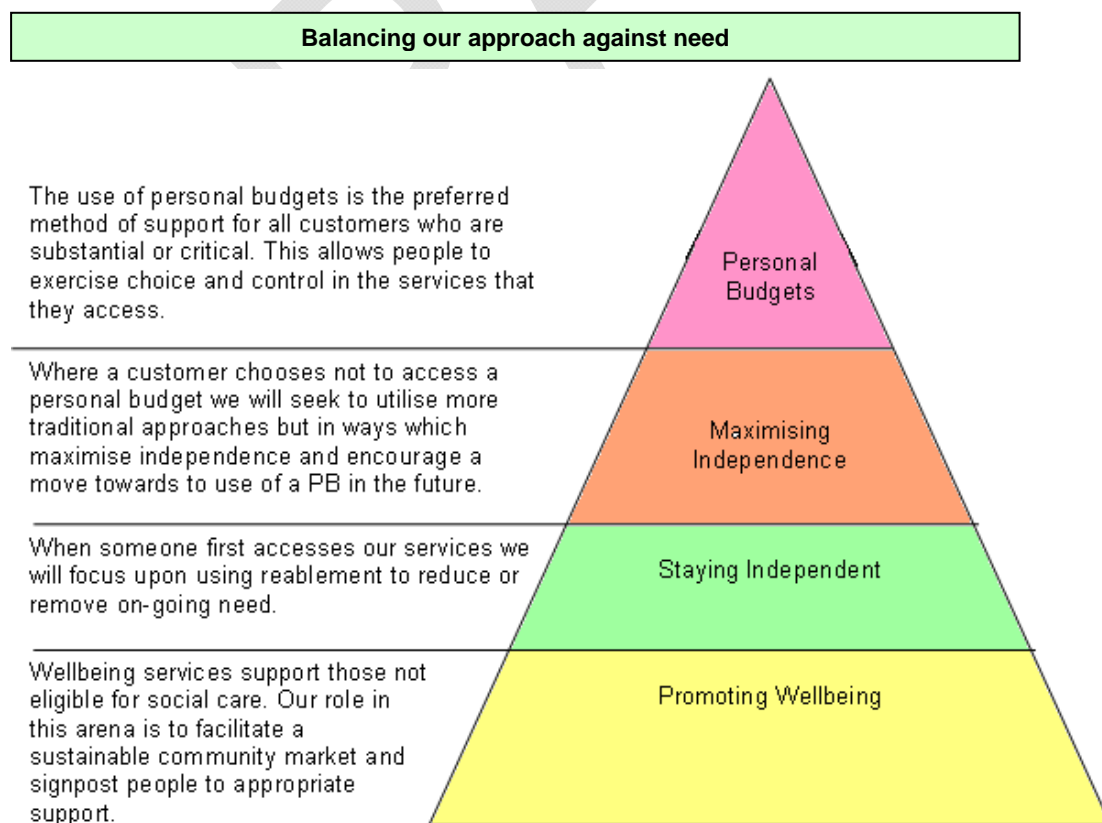 Balancing our approach against need
The use of personal budgets is the preferred
method of support for all customers who are
substantial or critical. This allows people to
exercise choice and control in the services that
they access.
Personal
Budgets
Where a customer chooses not to access a
personal budget we will seek to utilise more
traditional approaches but in ways which
maximise independence and encourage a
move towards to use of a PB in the future.
Maximising
Independence
When someone first accesses our services we
will focus upon using reablement to reduce or
remove on-going need.
Staying Independent
Wellbeing services support those not
eligible for social care. Our role in
this arena is to facilitate a
sustainable community market and
signpost people to appropriate
support.
Promoting Wellbeing